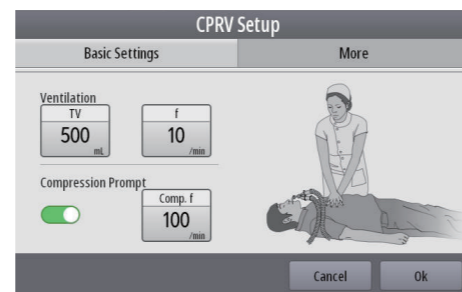 CPRV Setup
Basic Settings More
Ventilation
TV f
500 10
mL /min
Compression Prompt
Comp. f
100
/min
Cancel Ok